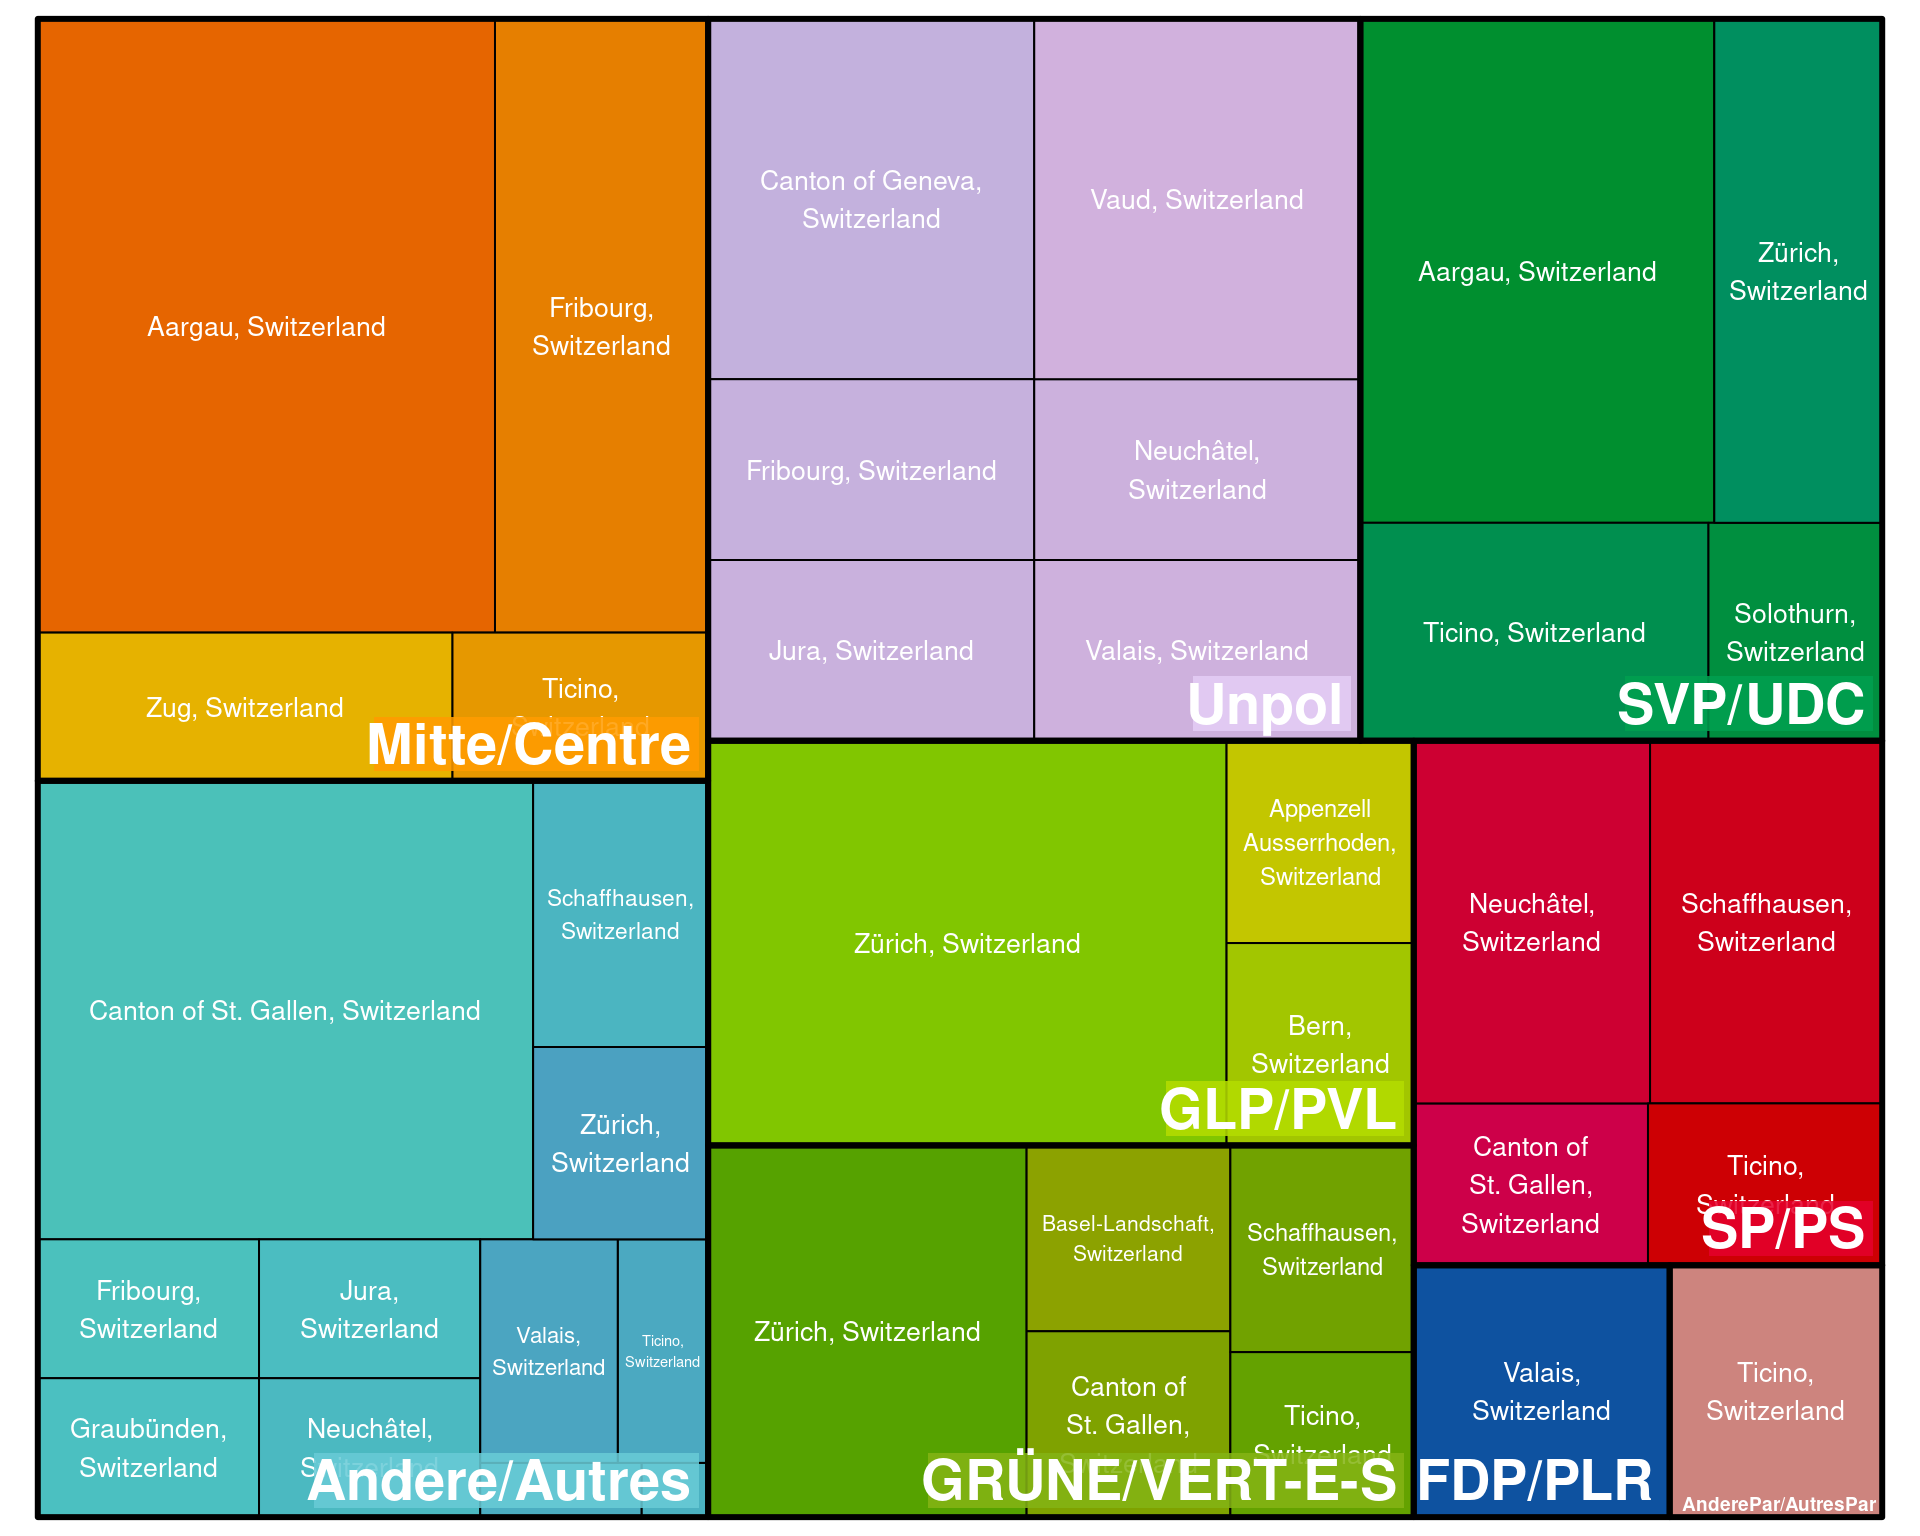 Aargau, Switzerland
Fribourg,
Switzerland
Zug, Switzerland
Ticino,
Switzerland
Mitte/Centre
Canton of Geneva,
Switzerland
Vaud, Switzerland
Fribourg, Switzerland
Neuchâtel,
Switzerland
Jura, Switzerland
Valais, Switzerland
Unpol
Aargau, Switzerland
Zürich,
Switzerland
Ticino, Switzerland
Solothurn,
Switzerland
SVP/UDC
Canton of St. Gallen, Switzerland
Schaffhausen,
Switzerland
Zürich,
Switzerland
Fribourg,
Switzerland
Jura,
Switzerland
Valais,
Switzerland
Ticino,
Switzerland
Graubünden,
Switzerland
Neuchâtel,
Switzerland
Andere/Autres
Zürich, Switzerland
Appenzell
Ausserrhoden,
Switzerland
Bern,
Switzerland
GLP/PVL
Neuchâtel,
Switzerland
Schaffhausen,
Switzerland
Canton of
St. Gallen,
Switzerland
Ticino,
Switzerland
SP/PS
Zürich, Switzerland
Basel-Landschaft,
Switzerland
Schaffhausen,
Switzerland
Canton of
St. Gallen,
Switzerland
Ticino,
Switzerland
GRÜNE/VERT-E-S
Valais,
Switzerland
FDP/PLR
Ticino,
Switzerland
AnderePar/AutresPar